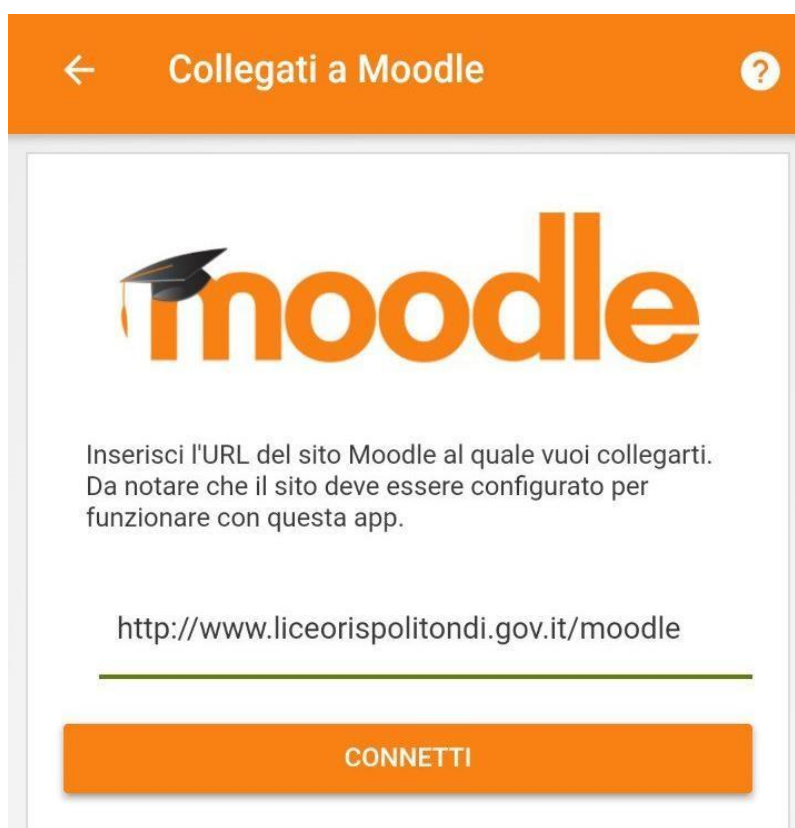 Collegati a Moodle
?
moodle
Inserisci l'URL del sito Moodle al quale vuoi collegarti.
Da notare che il sito deve essere configurato per
funzionare con questa app.
http://www.liceorispolitondi.gov.it/moodle
CONNETTI